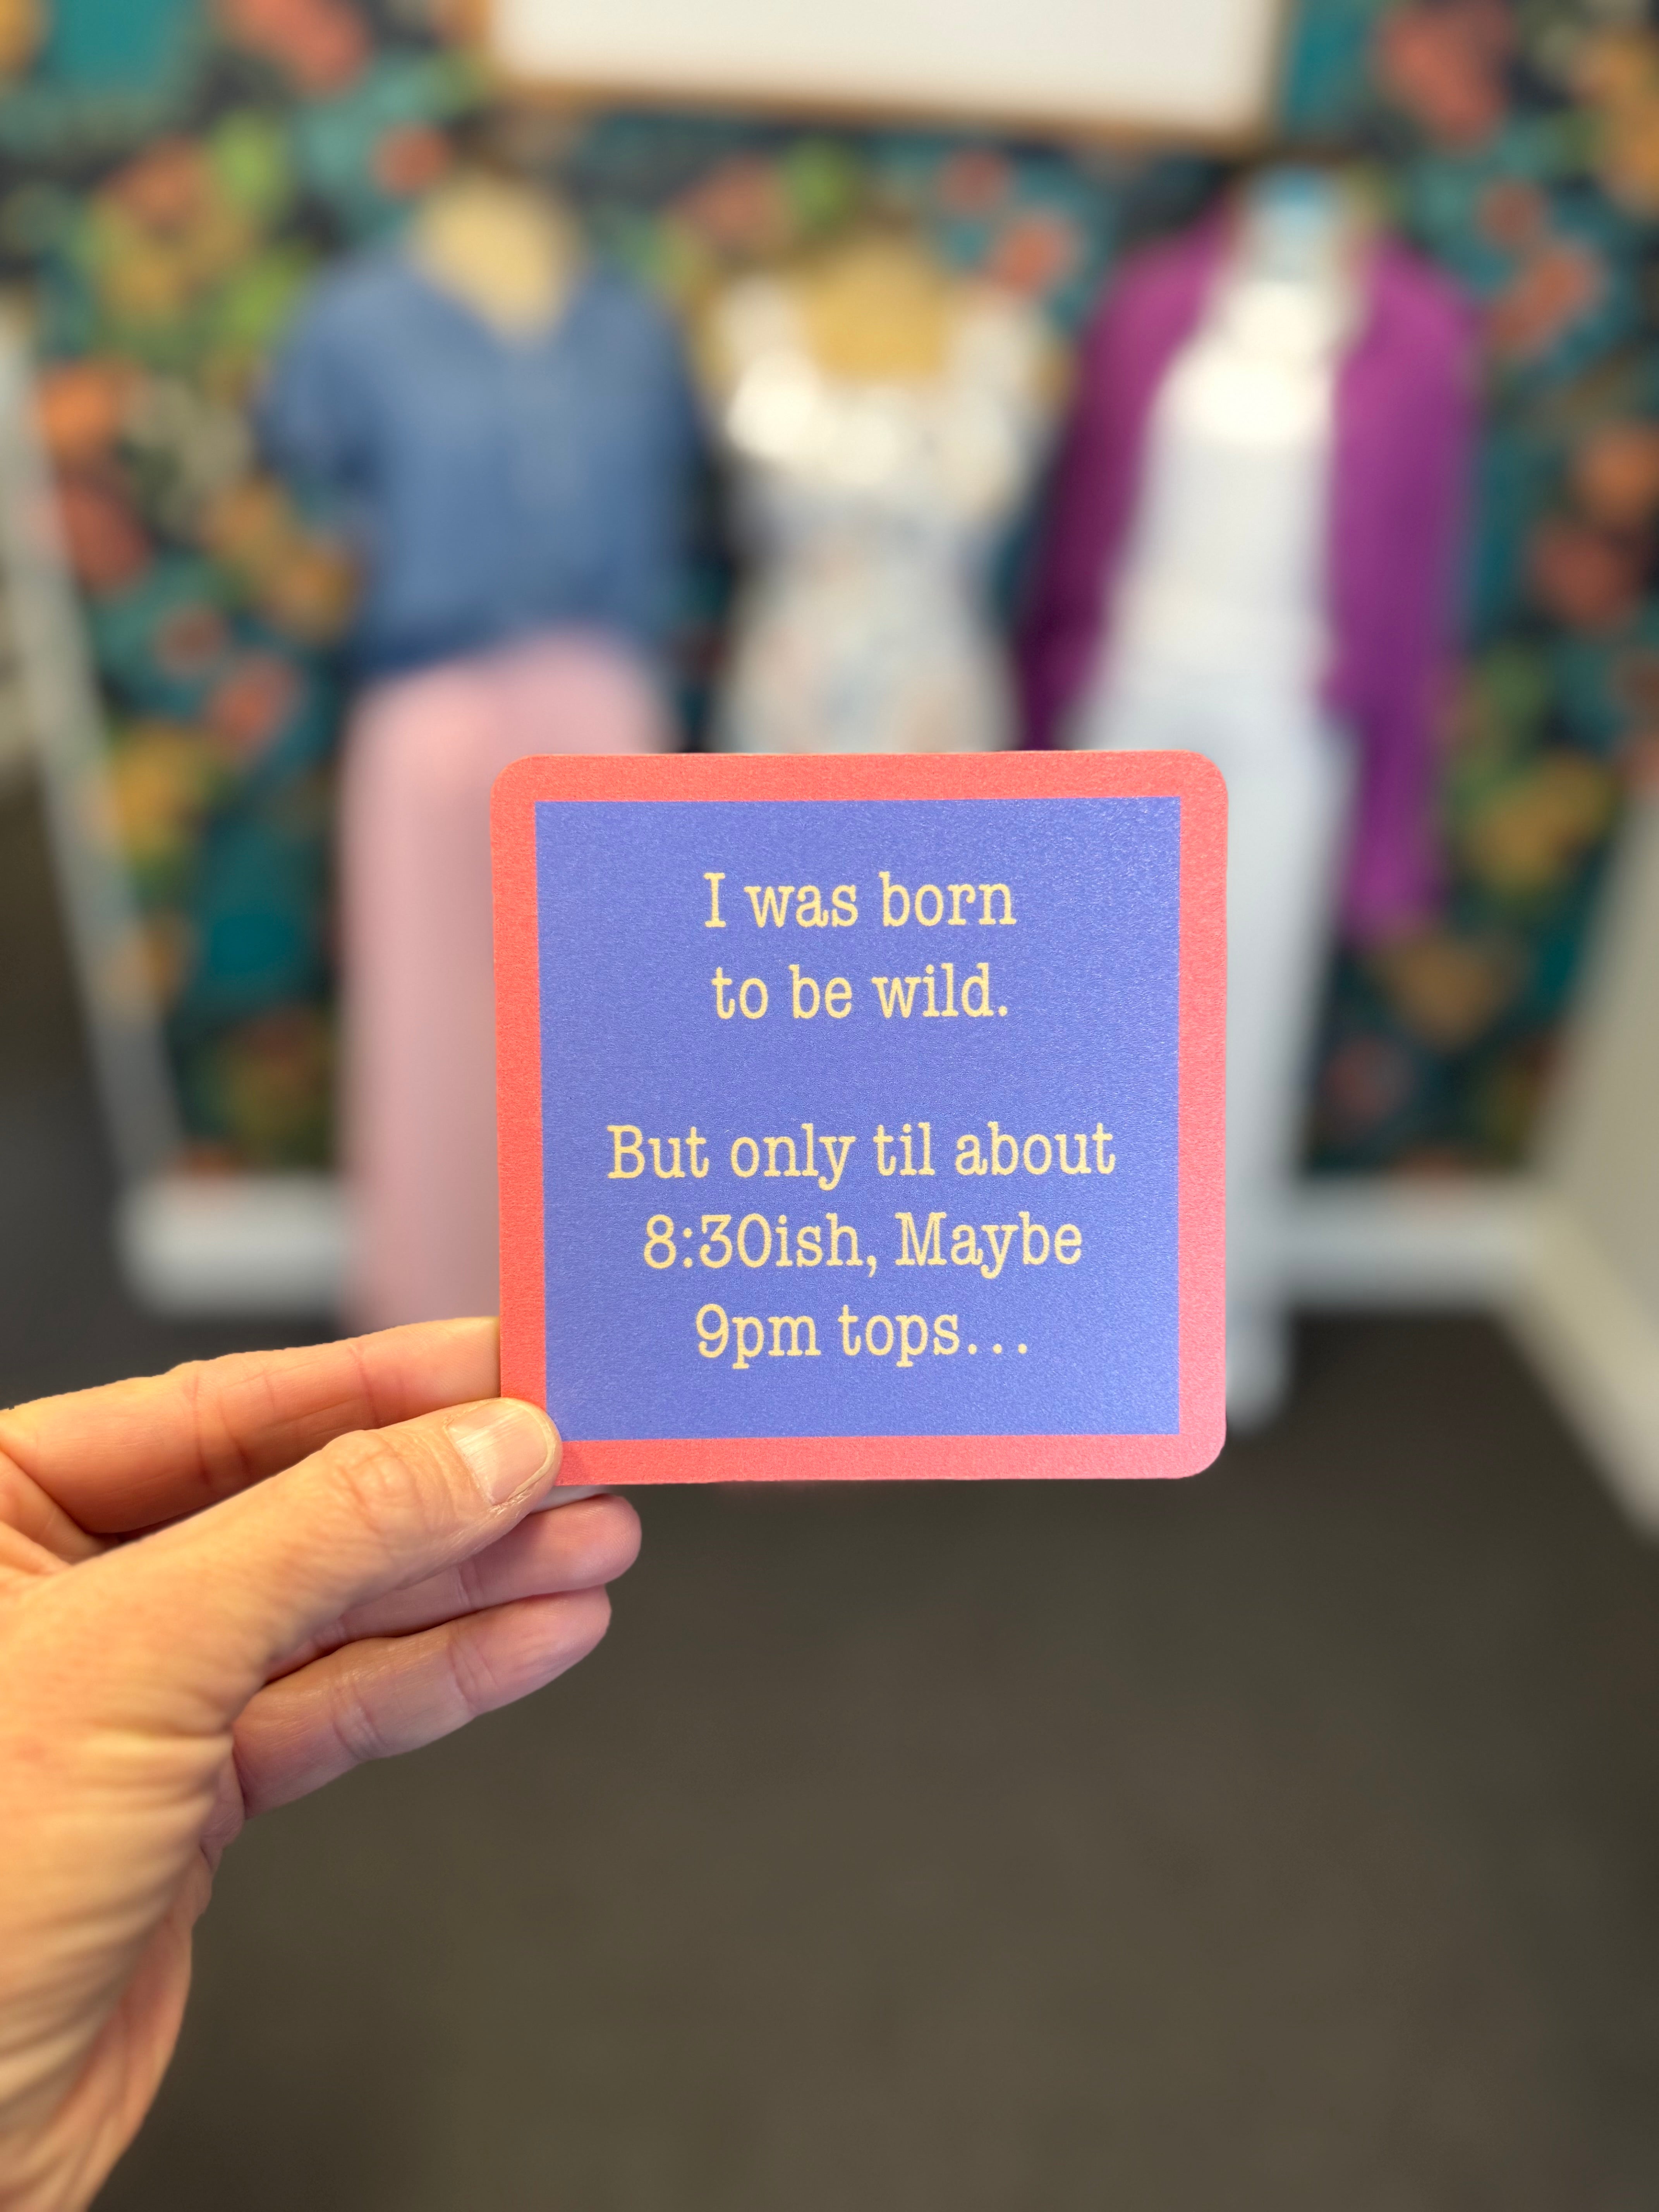 I was born
to be wild.
But only til about
8:30ish, Maybe
9pm tops...